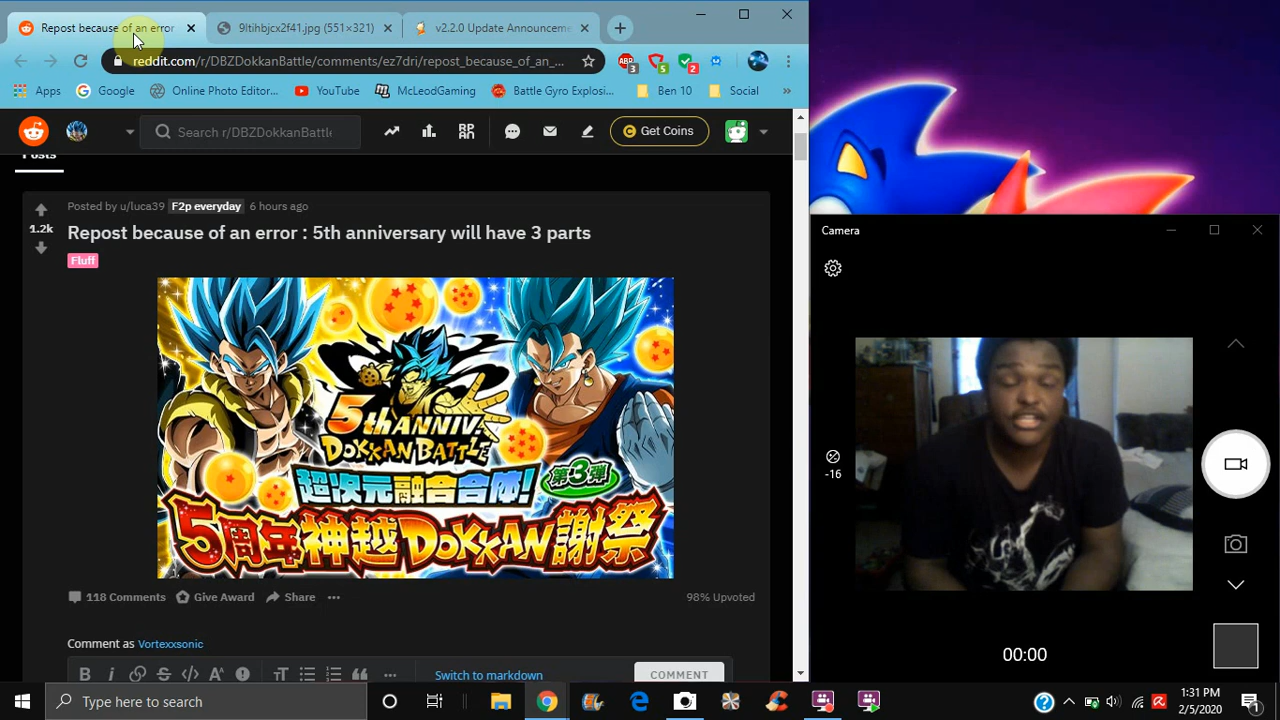 Repost because of an error
9ltihbjcx2f41.jpg (551×321)
v2.2.0 Update Announceme
reddit.com/r/DBZDokkanBattle/comments/ez7dri/repost_because_of_an_...
ABP
3
5
2
Apps
Google
Online Photo Editor...
YouTube
McLeodGaming
Battle Gyro Explosi...
Ben 10
Social
»
Search r/DBZDokkanBattle
Get Coins
Posts
Posted by u/luca39 F2p everyday 6 hours ago
1.2k
Repost because of an error : 5th anniversary will have 3 parts
Fluff
5th ANNIV.
DOKKAN BATTLE
超次元融合合体!
第3弾
5周年神越DOKKAN謝祭
118 Comments
Give Award
Share
98% Upvoted
Comment as Vortexxsonic
Switch to markdown
COMMENT
Camera
-16
00:00
Type here to search
1:31 PM
2/5/2020
1